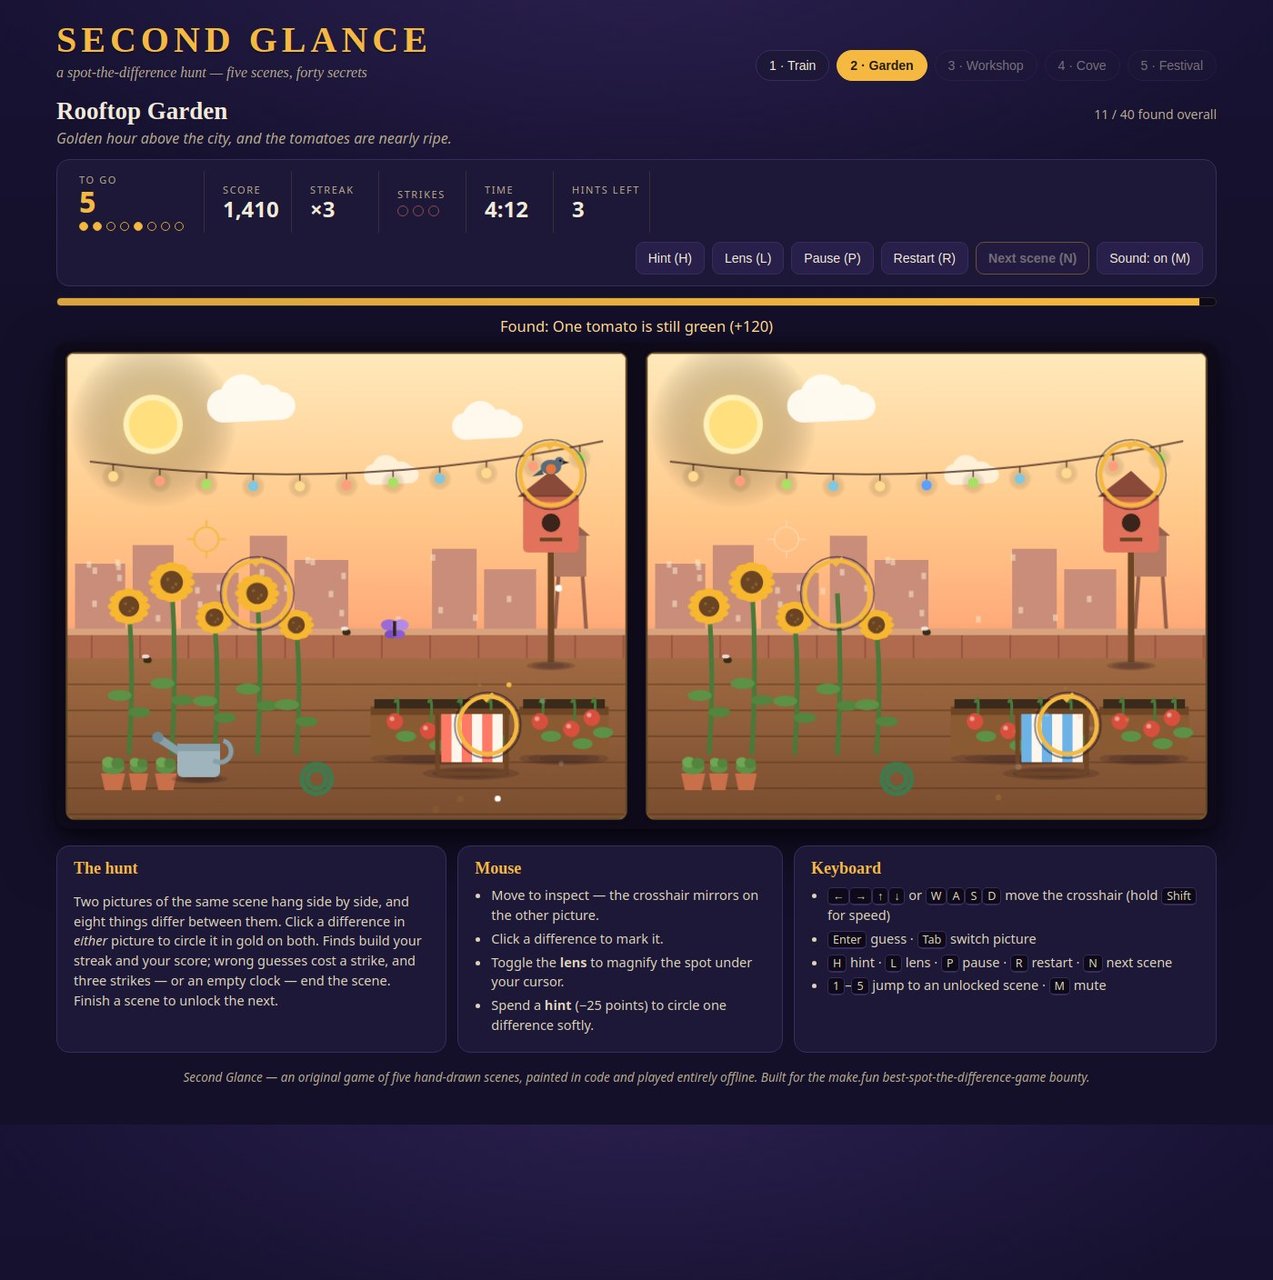 SECOND GLANCE
a spot-the-difference hunt — five scenes, forty secrets
1 · Train
2 · Garden
3 · Workshop
4 · Cove
5 · Festival
Rooftop Garden
11 / 40 found overall
Golden hour above the city, and the tomatoes are nearly ripe.
TO GO
5
SCORE
1,410
STREAK
×3
STRIKES
TIME
4:12
HINTS LEFT
3
Hint (H)
Lens (L)
Pause (P)
Restart (R)
Next scene (N)
Sound: on (M)
Found: One tomato is still green (+120)
The hunt
Two pictures of the same scene hang side by side, and
eight things differ between them. Click a difference in
either picture to circle it in gold on both. Finds build your
streak and your score; wrong guesses cost a strike, and
three strikes — or an empty clock — end the scene.
Finish a scene to unlock the next.
Mouse
Move to inspect — the crosshair mirrors on
the other picture.
Click a difference to mark it.
Toggle the lens to magnify the spot under
your cursor.
Spend a hint (−25 points) to circle one
difference softly.
Keyboard
← → ↑ ↓ or W A S D move the crosshair (hold Shift
for speed)
Enter guess · Tab switch picture
H hint · L lens · P pause · R restart · N next scene
1–5 jump to an unlocked scene · M mute
Second Glance — an original game of five hand-drawn scenes, painted in code and played entirely offline. Built for the make.fun best-spot-the-difference-game bounty.